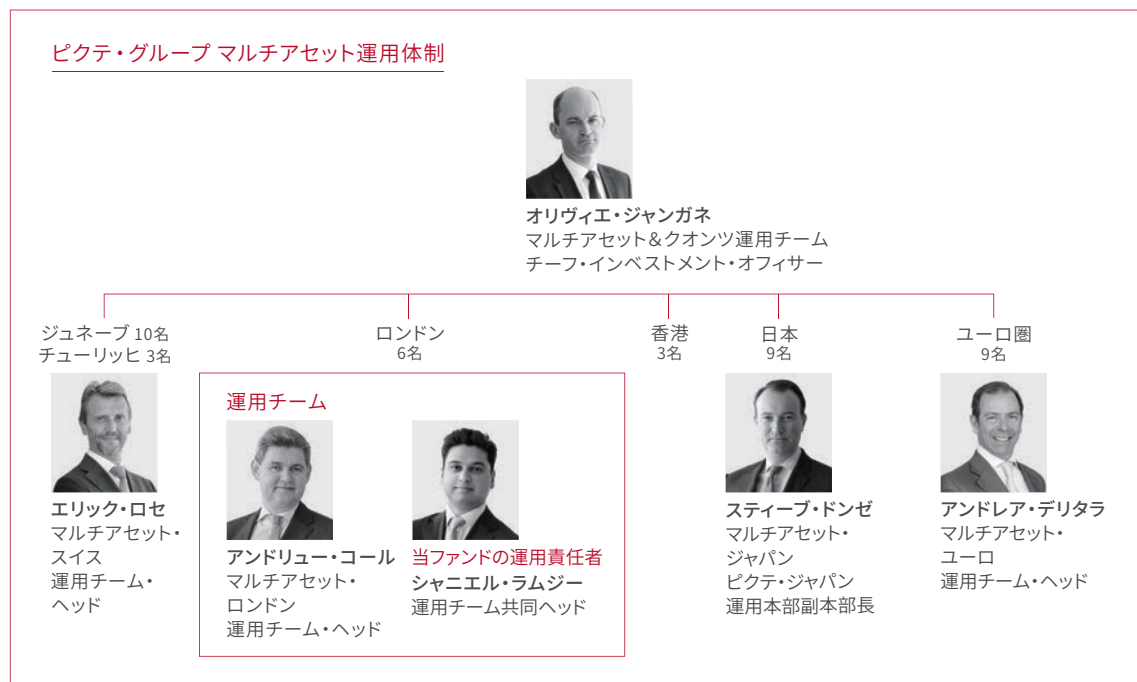 ピクテ・グループ マルチアセット運用体制
オリヴィエ・ジャンガネ
マルチアセット＆クオンツ運用チーム
チーフ・インベストメント・オフィサー
ジュネーブ 10名
チューリッヒ 3名
ロンドン
6名
香港
3名
日本
9名
ユーロ圏
9名
エリック・ロセ
マルチアセット・
スイス
運用チーム・
ヘッド
運用チーム
アンドリュー・コール
マルチアセット・
ロンドン
運用チーム・ヘッド
当ファンドの運用責任者
シャニエル・ラムジー
運用チーム共同ヘッド
スティーブ・ドンゼ
マルチアセット・
ジャパン
ピクテ・ジャパン
運用本部副本部長
アンドレア・デリタラ
マルチアセット・
ユーロ
運用チーム・ヘッド